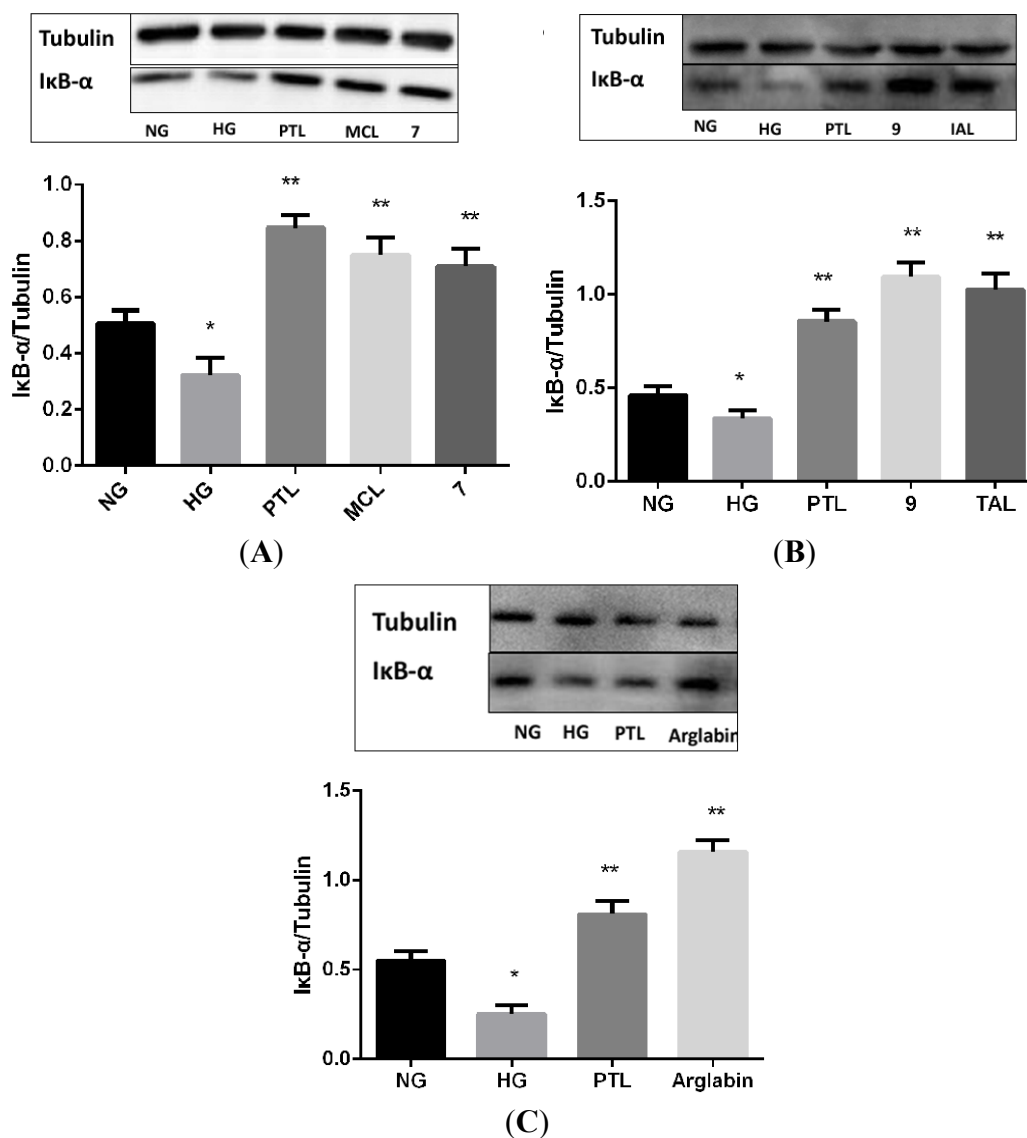 Tubulin
IκB-α
NG HG PTL MCL 7
** ** **
*
IκB-α/Tubulin
1.0
0.8
0.6
0.4
0.2
0.0
NG HG PTL MCL 7
(A)
Tubulin
IκB-α
NG HG PTL 9 IAL
** ** **
*
IκB-α/Tubulin
1.5
1.0
0.5
0.0
NG HG PTL 9 TAL
(B)
Tubulin
IκB-α
NG HG PTL Arglabin
**
**
*
IκB-α/Tubulin
1.5
1.0
0.5
0.0
NG HG PTL Arglabin
(C)